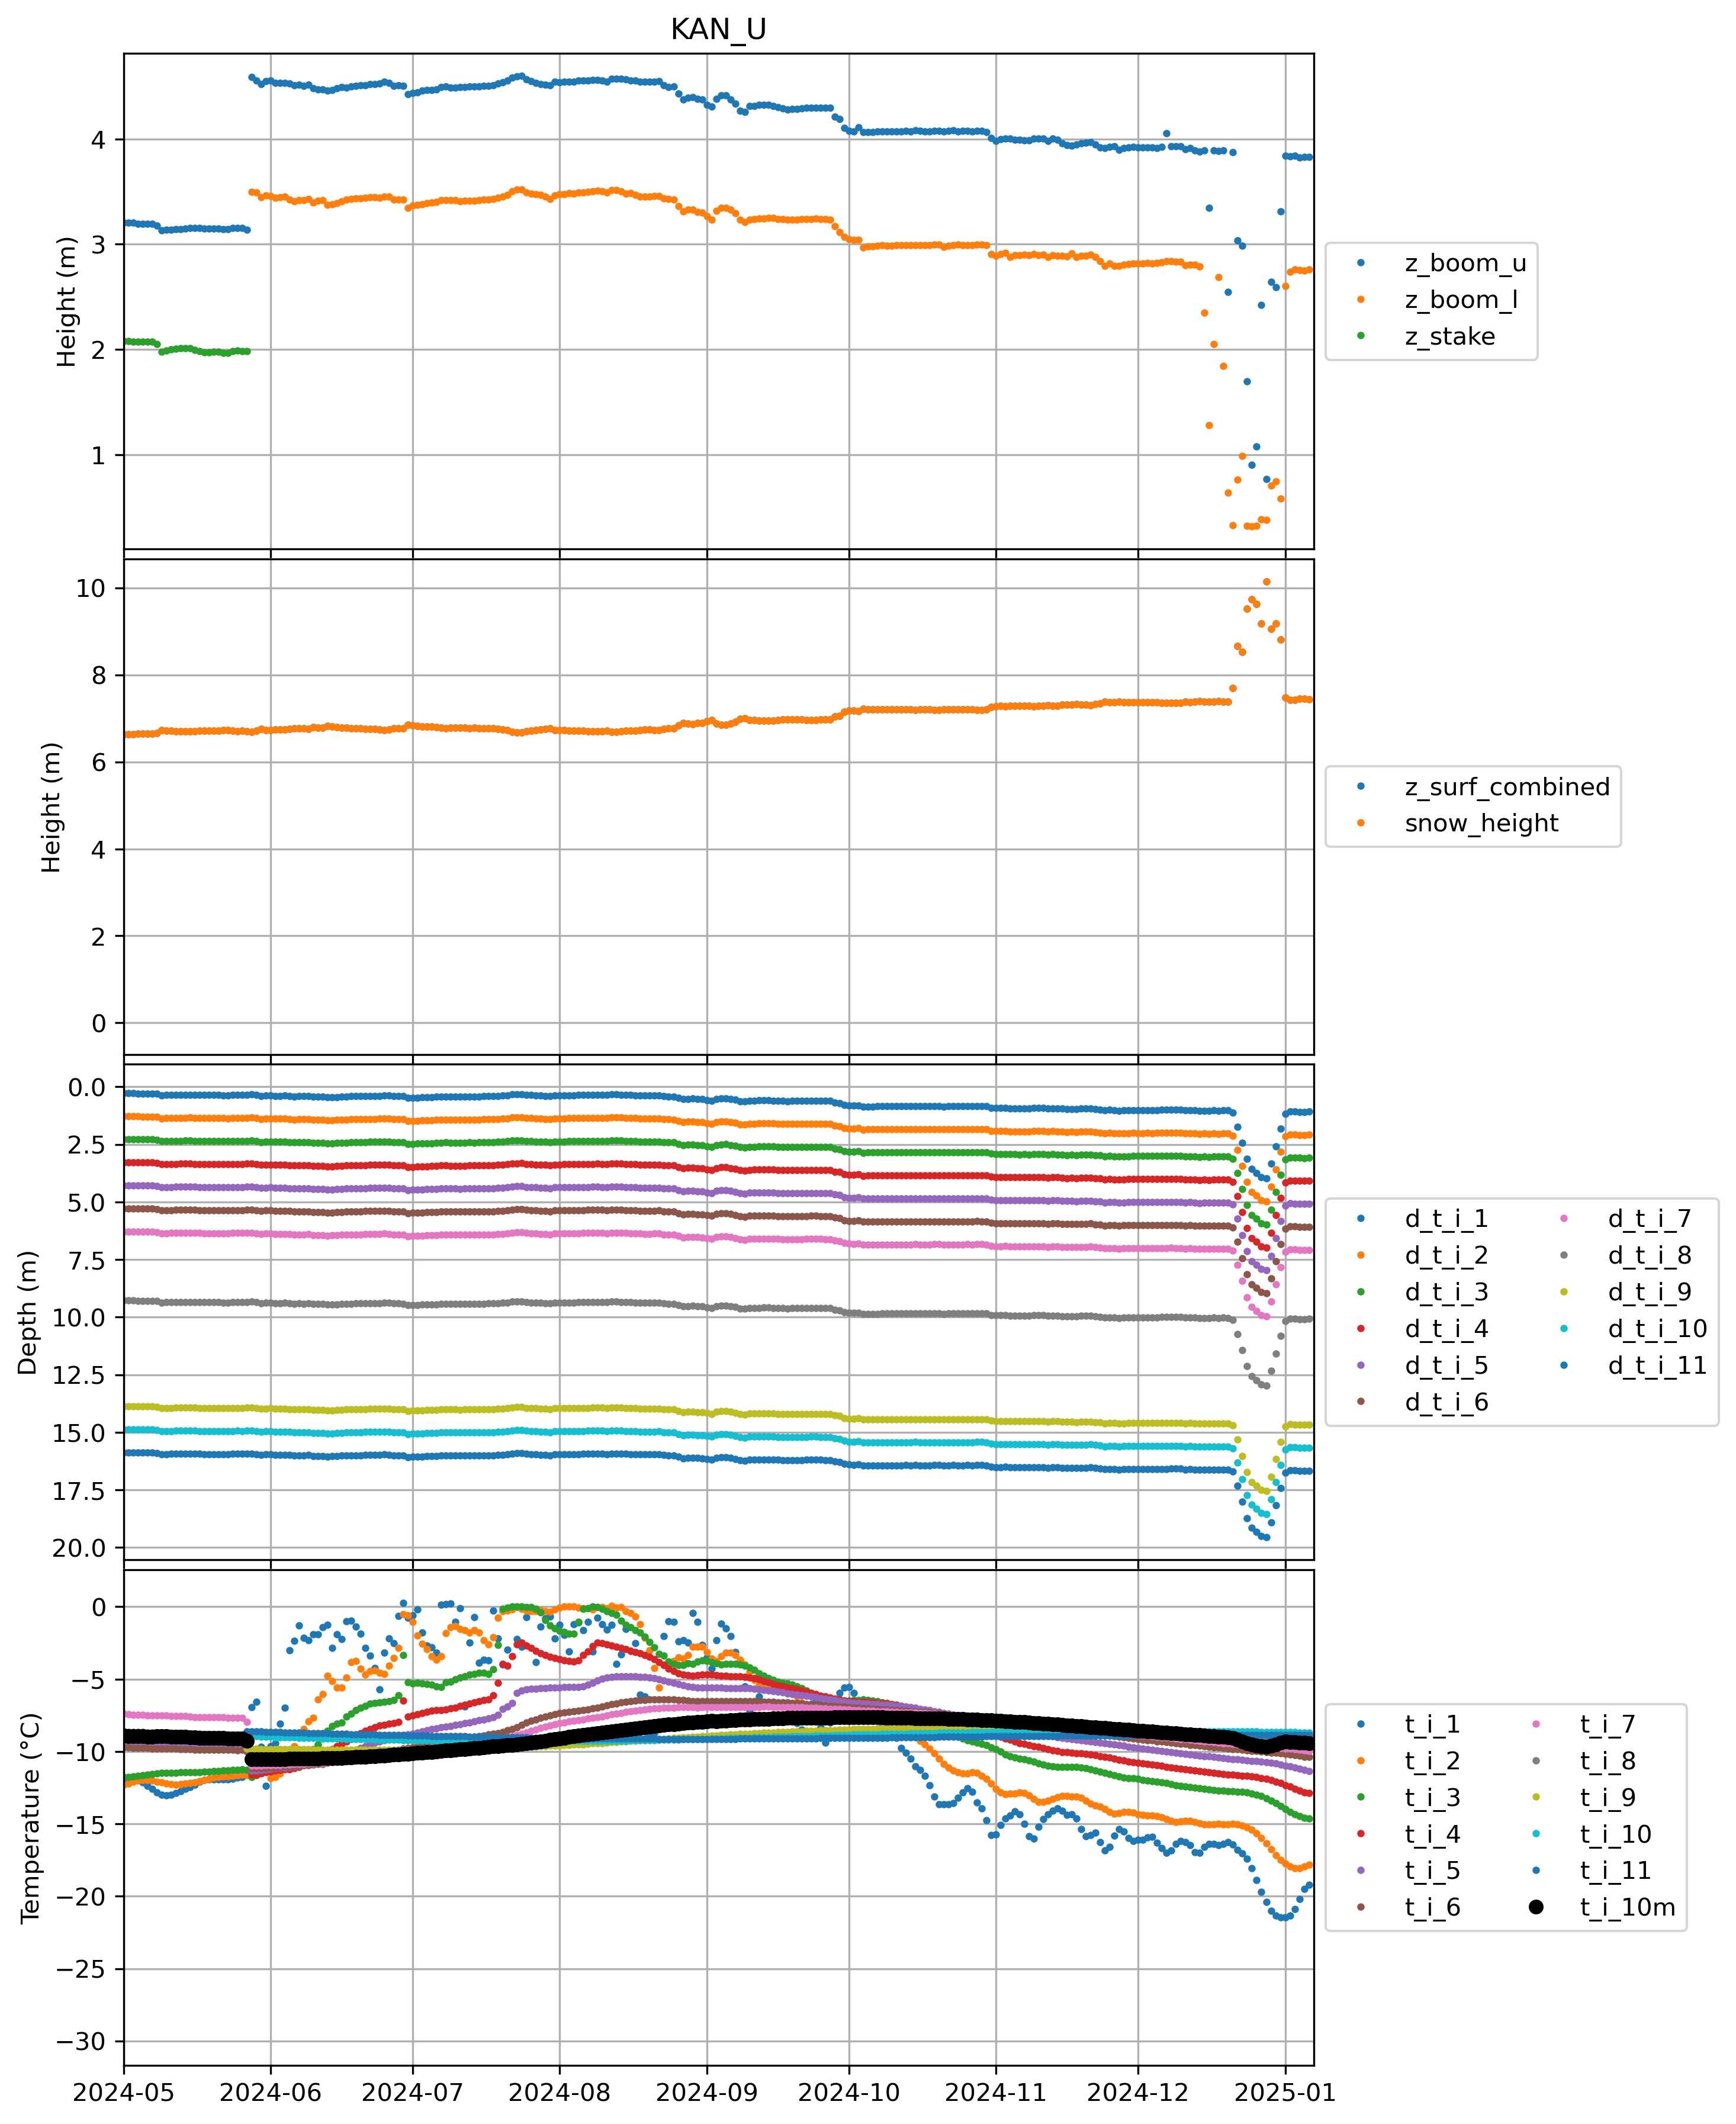 KAN_U
4
3
2
1
Height (m)
z_boom_u
z_boom_l
z_stake
10
8
6
4
2
0
Height (m)
z_surf_combined
snow_height
0.0
2.5
5.0
7.5
10.0
12.5
15.0
17.5
20.0
Depth (m)
d_t_i_1
d_t_i_2
d_t_i_3
d_t_i_4
d_t_i_5
d_t_i_6
d_t_i_7
d_t_i_8
d_t_i_9
d_t_i_10
d_t_i_11
0
−5
−10
−15
−20
−25
−30
Temperature (°C)
t_i_1
t_i_2
t_i_3
t_i_4
t_i_5
t_i_6
t_i_7
t_i_8
t_i_9
t_i_10
t_i_11
t_i_10m
2024-05 2024-06 2024-07 2024-08 2024-09 2024-10 2024-11 2024-12 2025-01